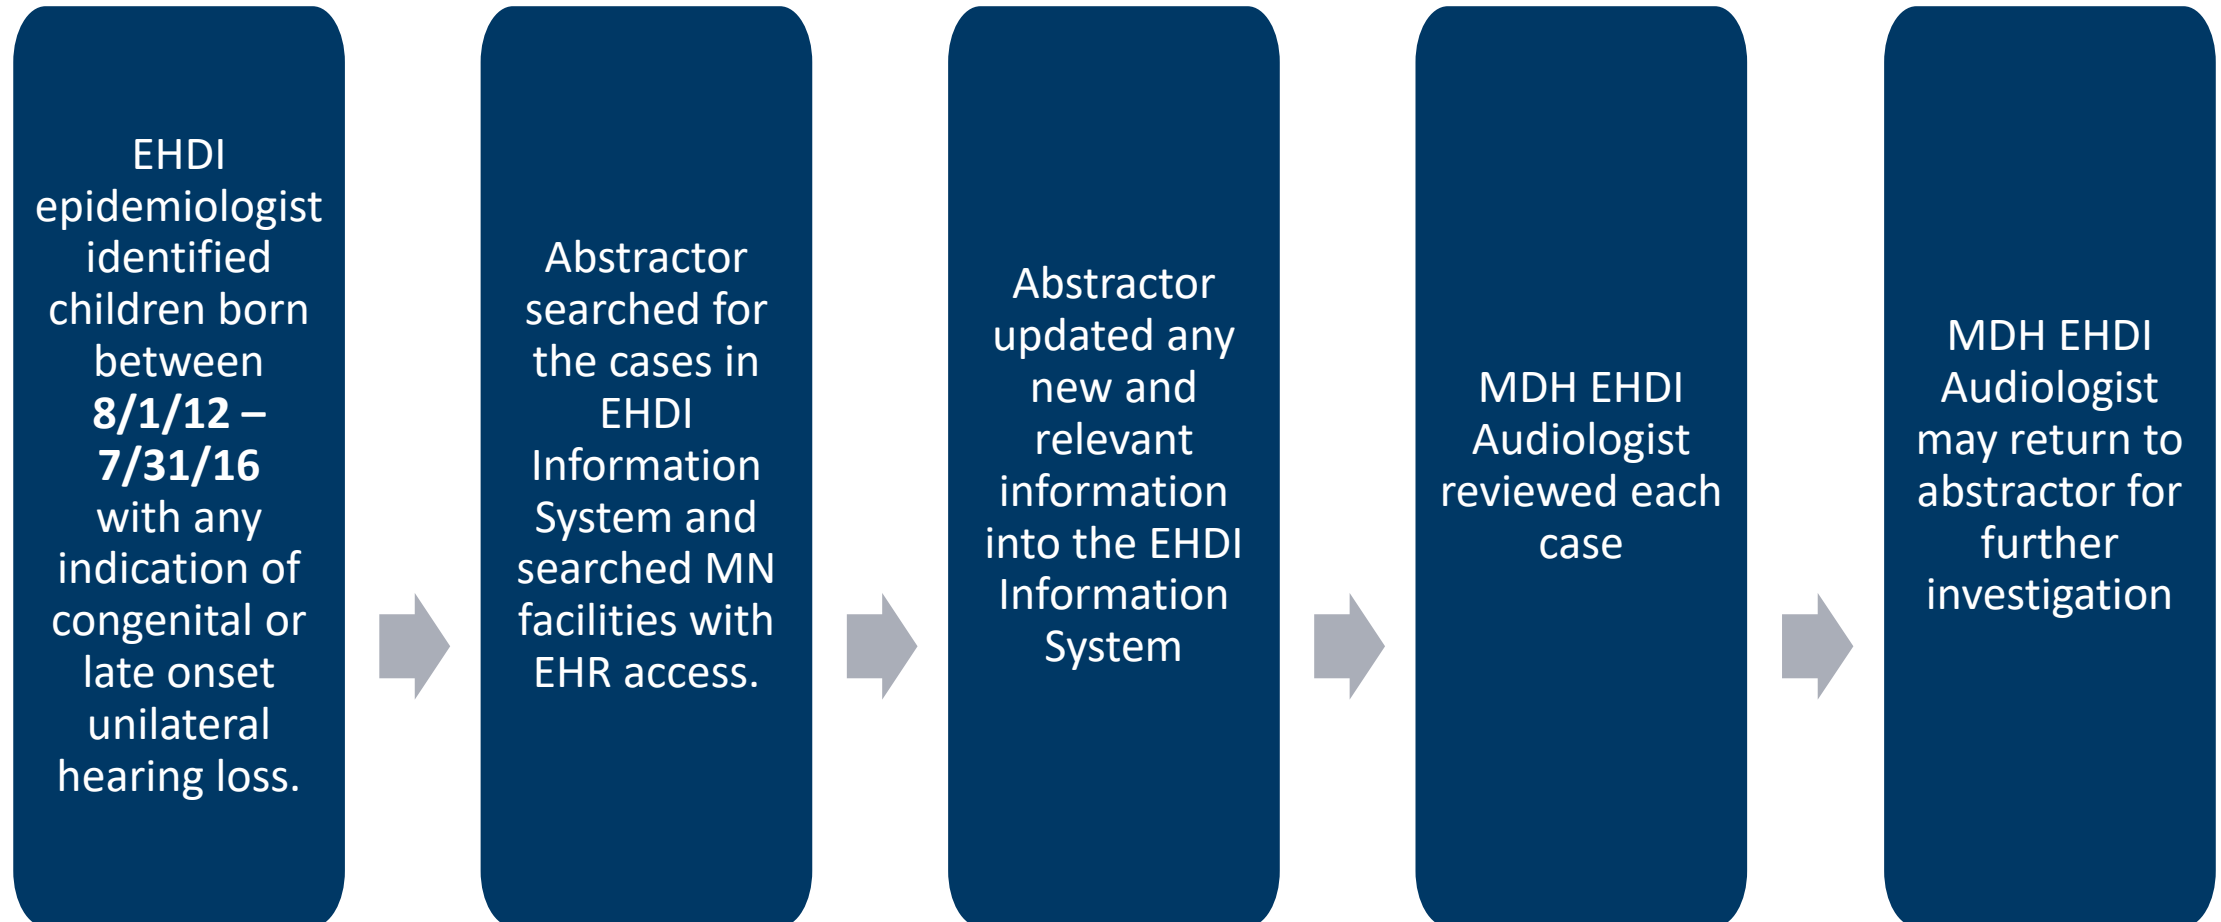 EHDI
epidemiologist
identified
children born
between
8/1/12 –
7/31/16
with any
indication of
congenital or
late onset
unilateral
hearing loss.
Abstractor
searched for
the cases in
EHDI
Information
System and
searched MN
facilities with
EHR access.
Abstractor
updated any
new and
relevant
information
into the EHDI
Information
System
MDH EHDI
Audiologist
reviewed each
case
MDH EHDI
Audiologist
may return to
abstractor for
further
investigation